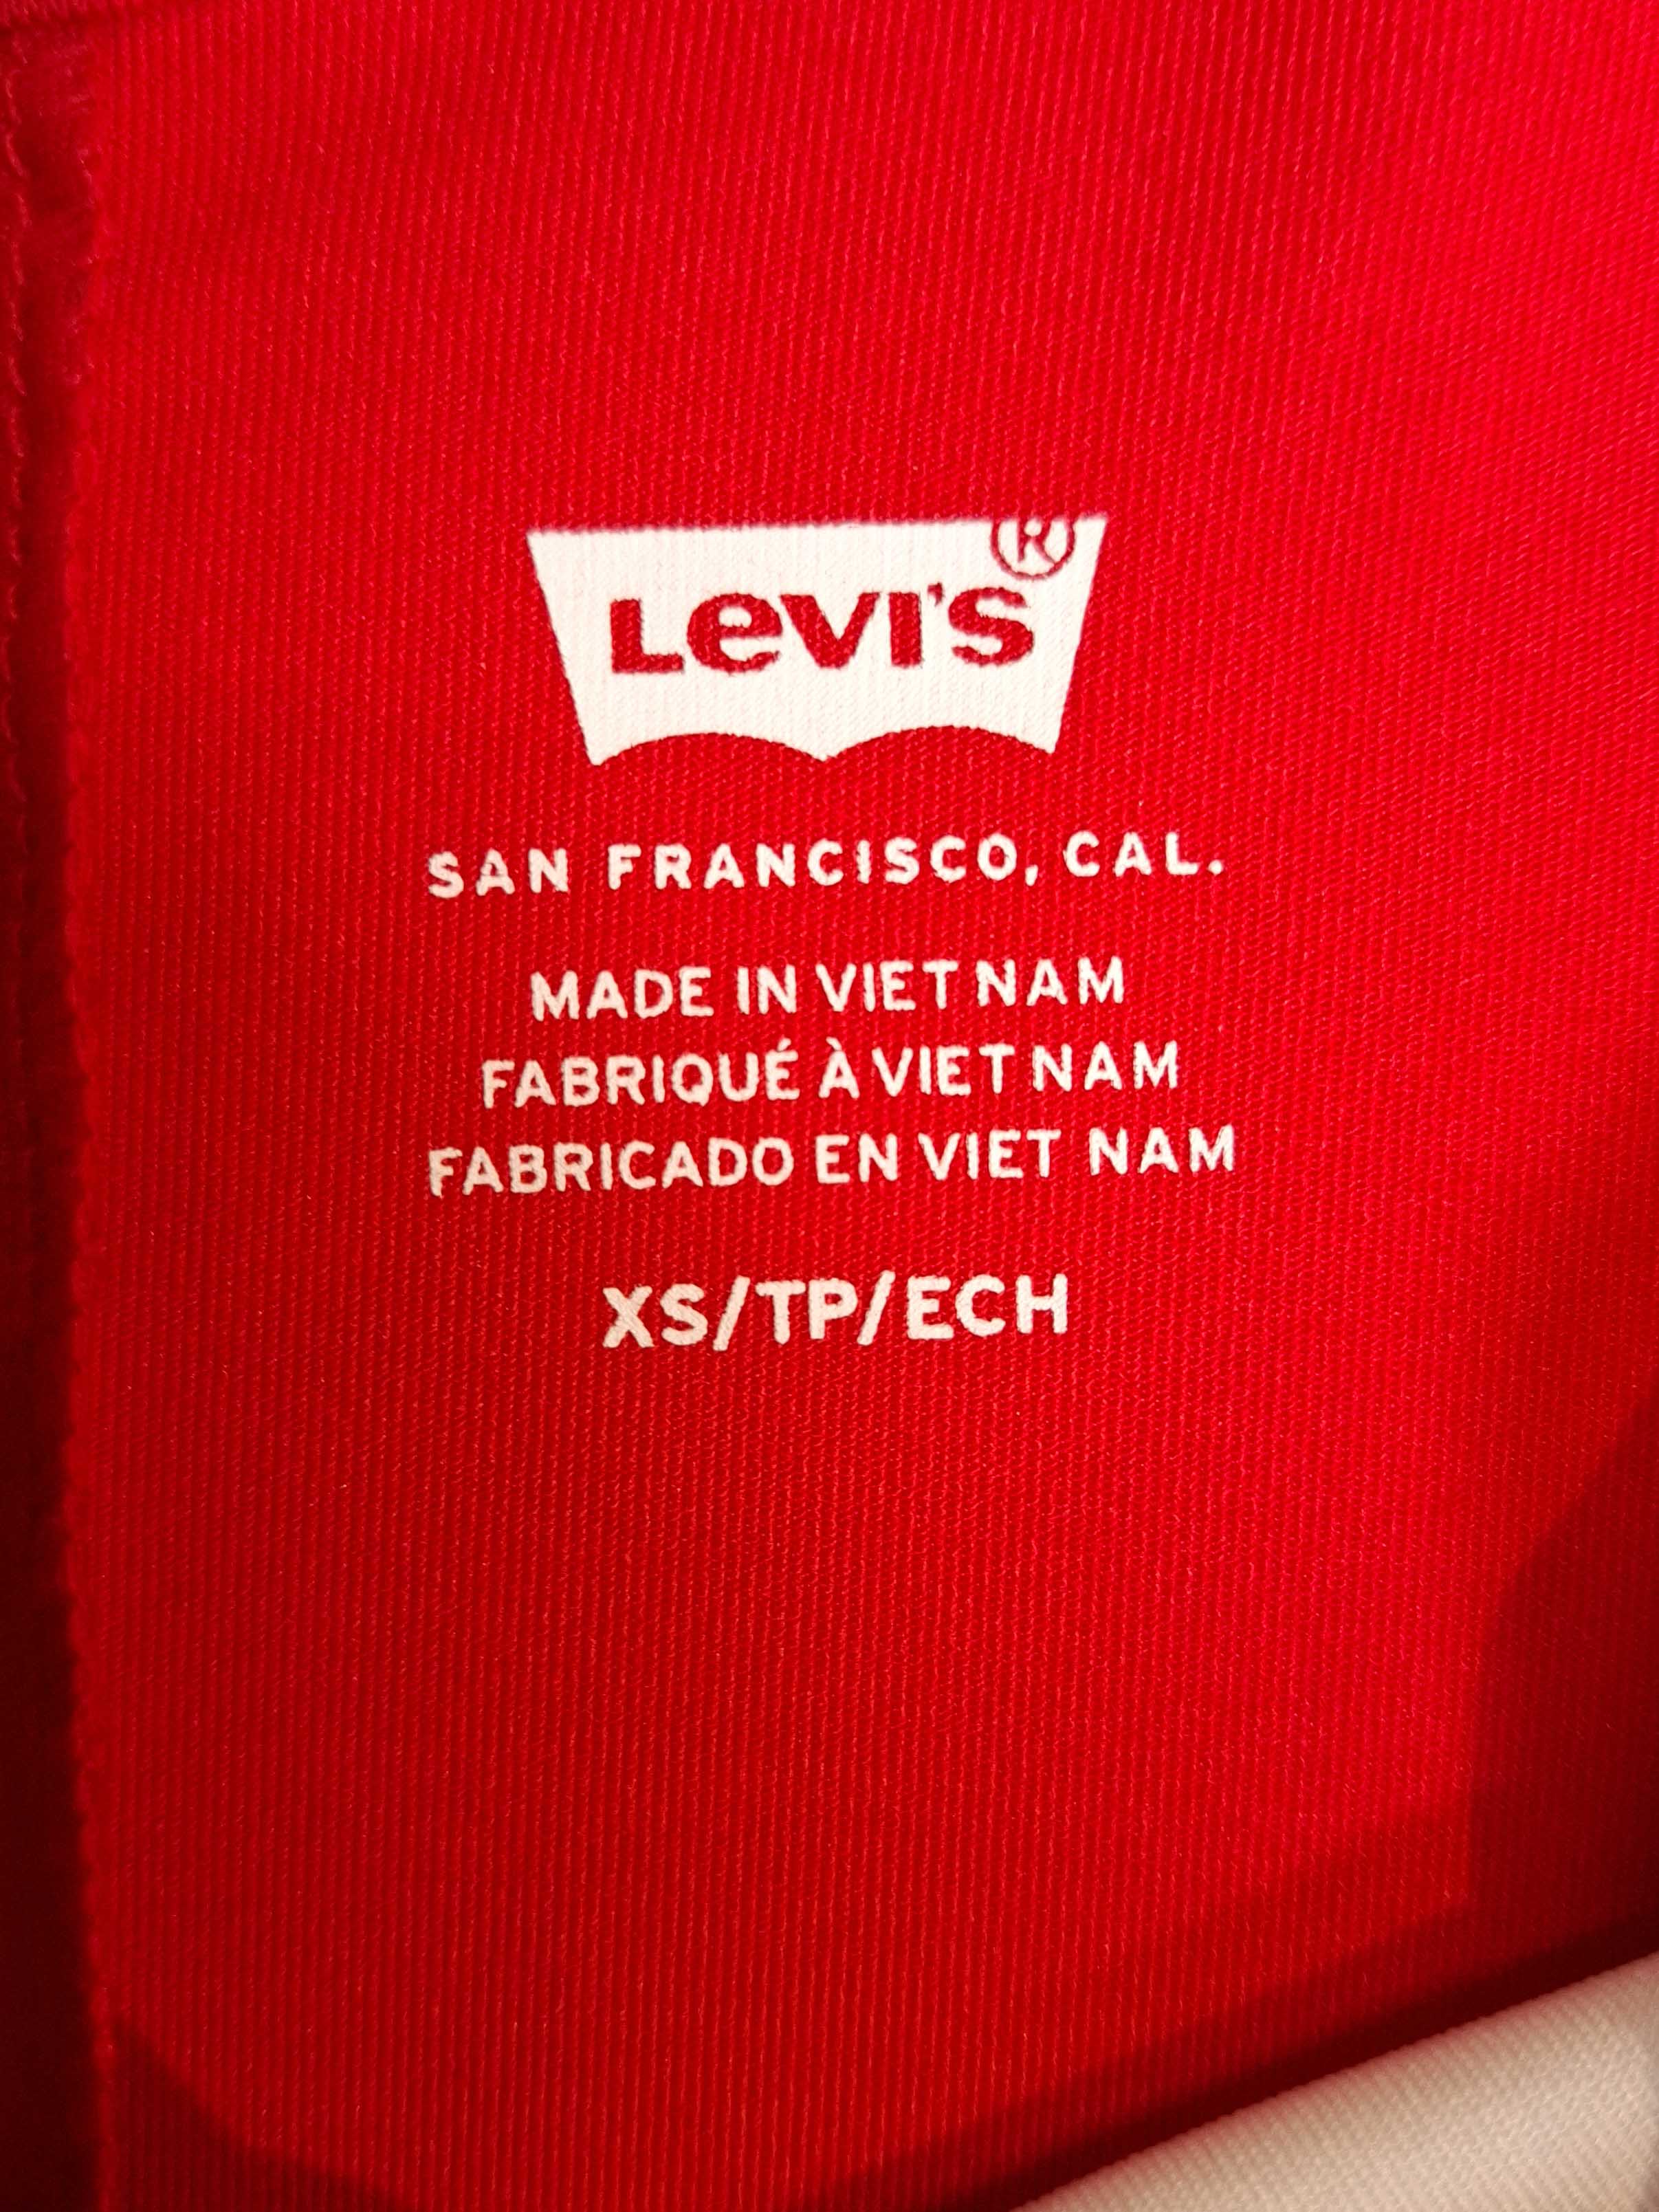 Levi's ®
SAN FRANCISCO, CAL.
MADE IN VIET NAM
FABRIQUÉ À VIET NAM
FABRICADO EN VIET NAM
XS/TP/ECH